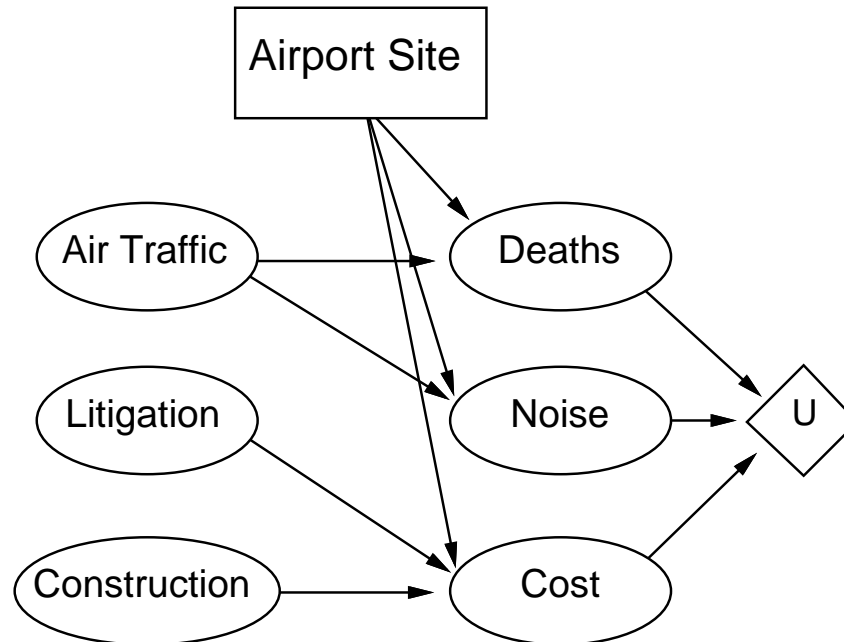 Airport Site
Air Traffic
Deaths
Litigation
Noise
U
Construction
Cost